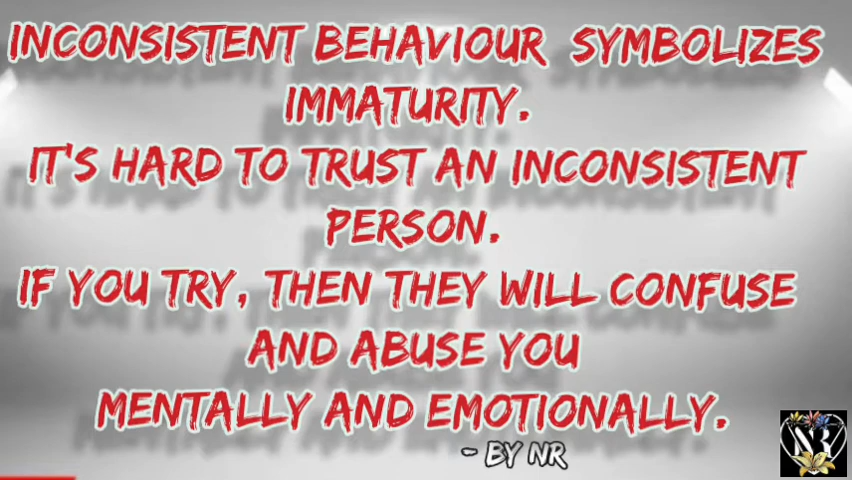 INCONSISTENT BEHAVIOUR SYMBOLIZES
IMMATURITY.
IT'S HARD TO TRUST AN INCONSISTENT
PERSON.
IF YOU TRY, THEN THEY WILL CONFUSE
AND ABUSE YOU
MENTALLY AND EMOTIONALLY.
- BY NR
NR